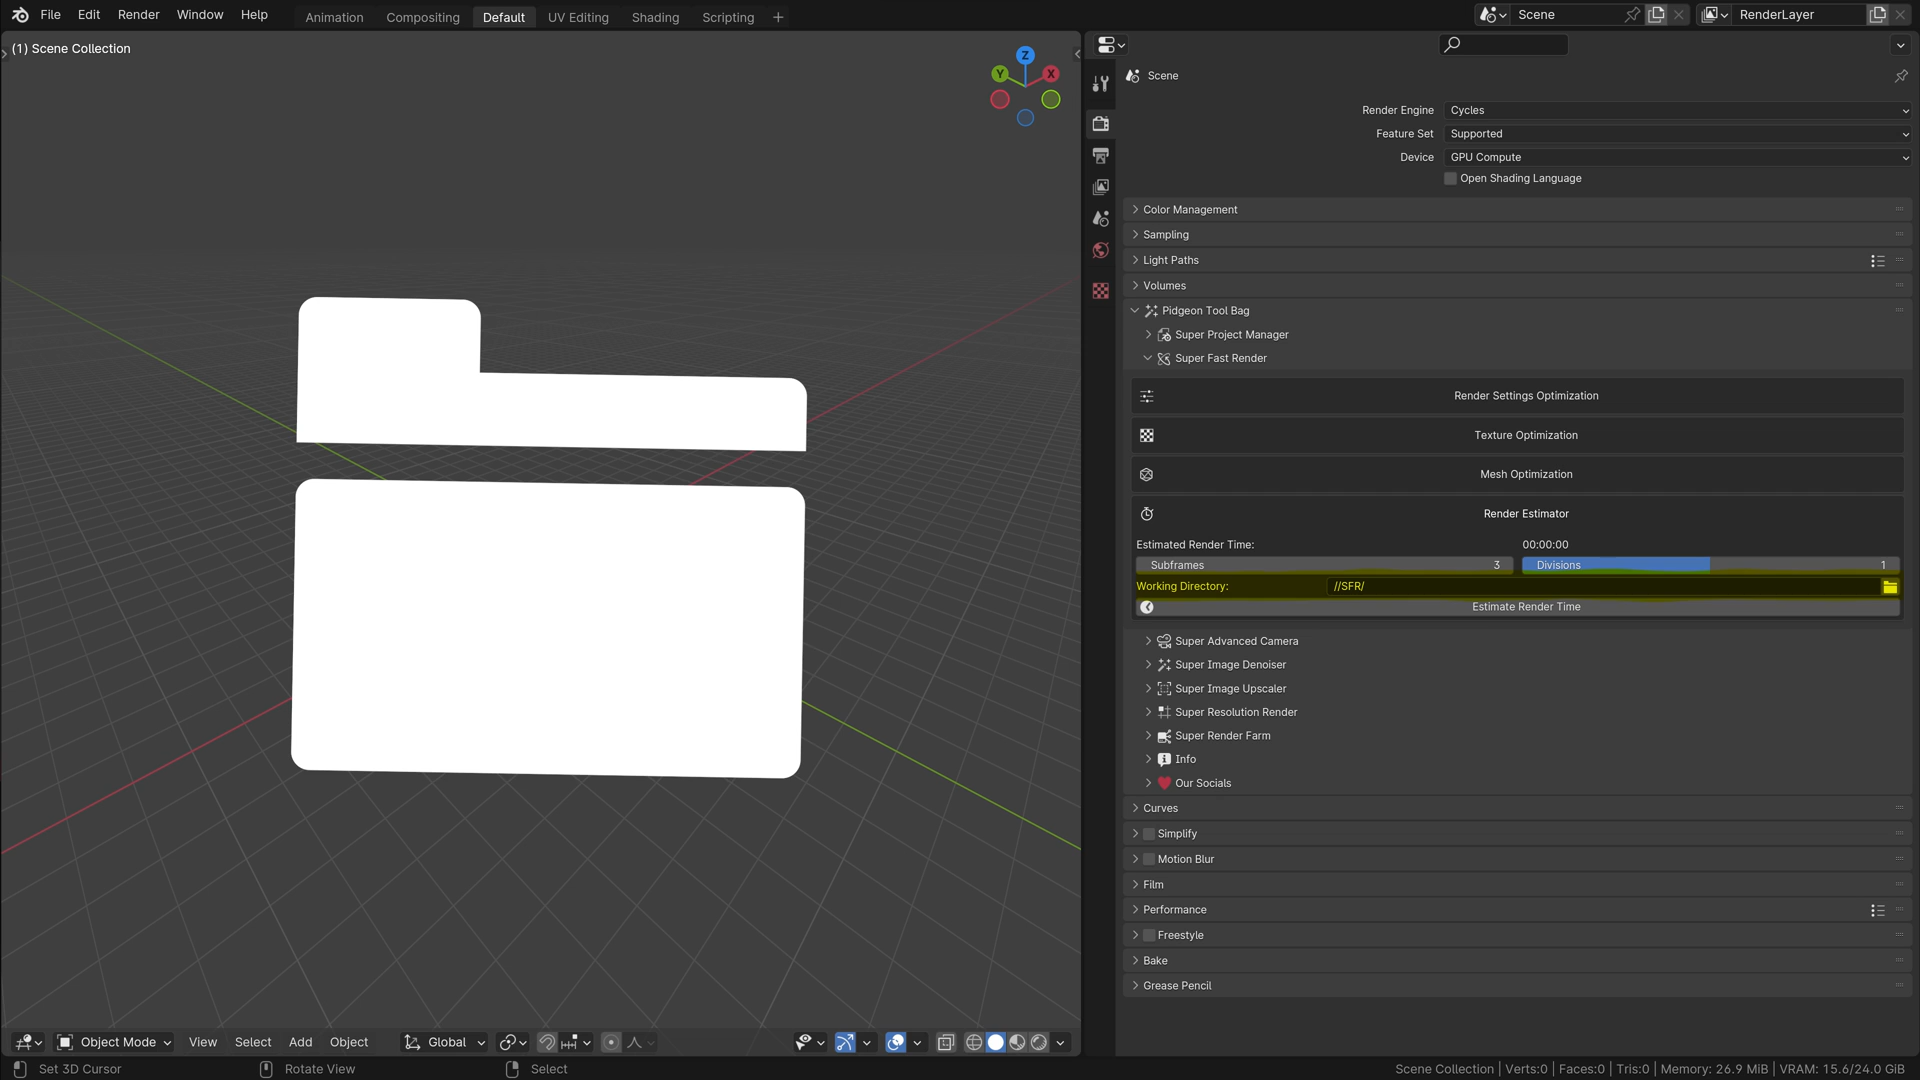 File Edit Render Window Help Animation Compositing Default UV Editing Shading Scripting + Scene RenderLayer
(1) Scene Collection
Z
Y X
Scene
Render Engine Cycles
Feature Set Supported
Device GPU Compute
Open Shading Language
Color Management
Sampling
Light Paths
Volumes
Pidgeon Tool Bag
Super Project Manager
Super Fast Render
Render Settings Optimization
Texture Optimization
Mesh Optimization
Render Estimator
Estimated Render Time: 00:00:00
Subframes 3 Divisions 1
Working Directory: //SFR/
Estimate Render Time
Super Advanced Camera
Super Image Denoiser
Super Image Upscaler
Super Resolution Render
Super Render Farm
Info
Our Socials
Curves
Simplify
Motion Blur
Film
Performance
Freestyle
Bake
Grease Pencil
Object Mode View Select Add Object Global
Set 3D Cursor Rotate View Select Scene Collection | Verts:0 | Faces:0 | Tris:0 | Memory: 26.9 MiB | VRAM: 15.6/24.0 GiB